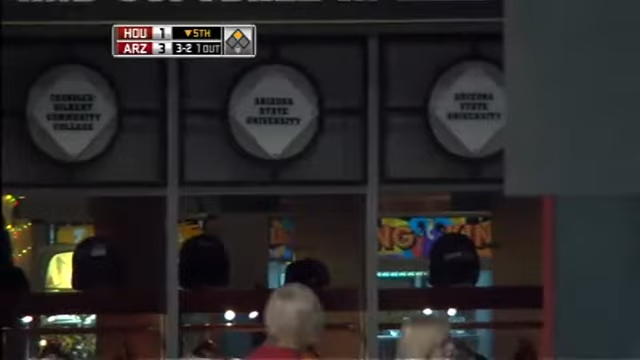 HOU 1 ▼5TH
ARZ 3 3-2 1 OUT
CHANDLER-
GILBERT
COMMUNITY
COLLEGE
ARIZONA
STATE
UNIVERSITY
ARIZONA
STATE
UNIVERSITY